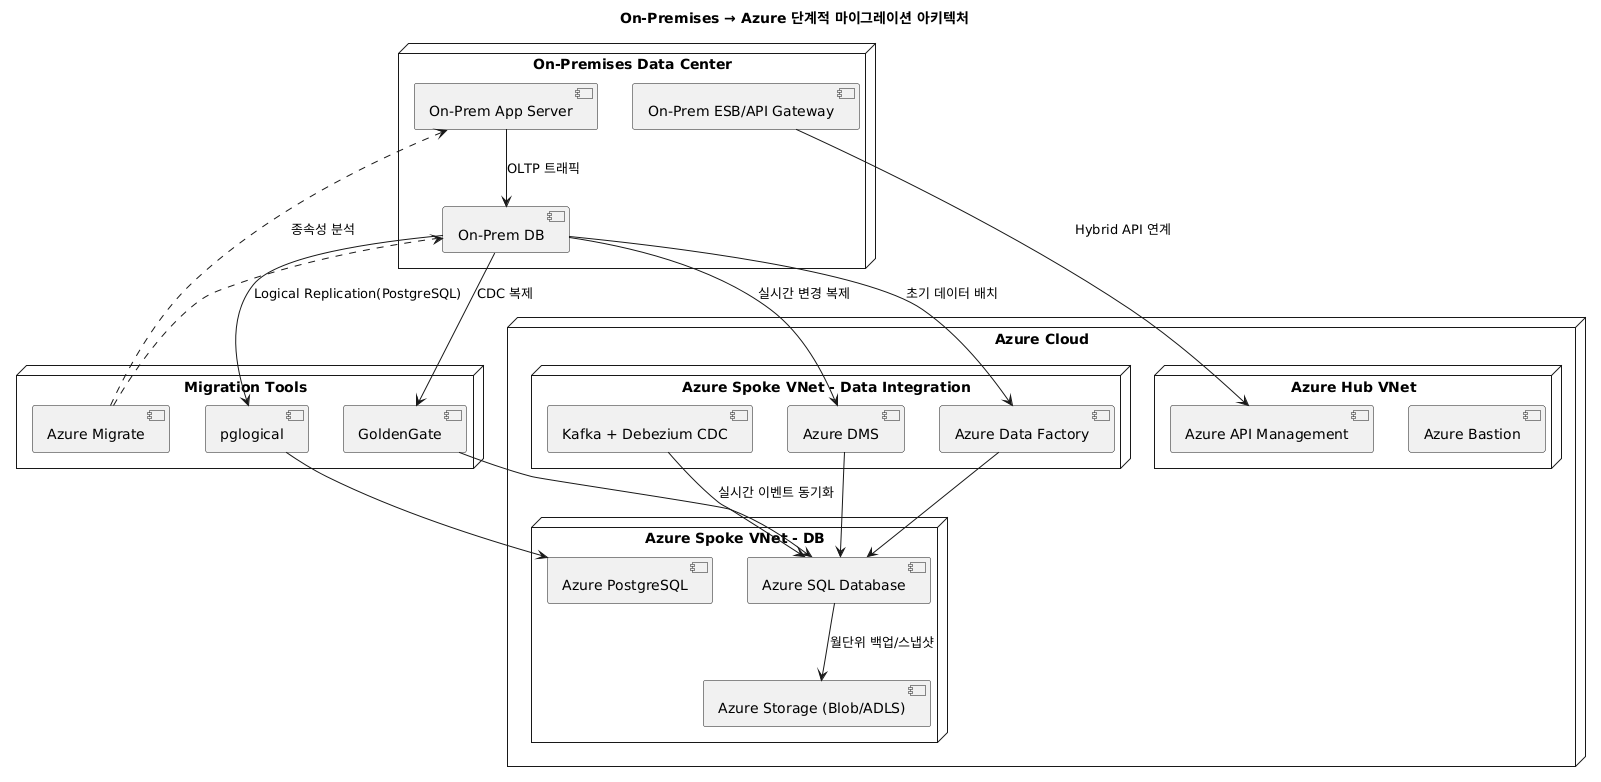 On-Premises → Azure 단계적 마이그레이션 아키텍처
On-Premises Data Center
On-Prem App Server
On-Prem ESB/API Gateway
OLTP 트래픽
On-Prem DB
종속성 분석
Hybrid API 연계
Logical Replication(PostgreSQL)
CDC 복제
실시간 변경 복제
초기 데이터 배치
Azure Cloud
Migration Tools
Azure Migrate
pglogical
GoldenGate
Azure Spoke VNet - Data Integration
Kafka + Debezium CDC
Azure DMS
Azure Data Factory
Azure Hub VNet
Azure API Management
Azure Bastion
실시간 이벤트 동기화
Azure Spoke VNet - DB
Azure PostgreSQL
Azure SQL Database
월단위 백업/스냅샷
Azure Storage (Blob/ADLS)